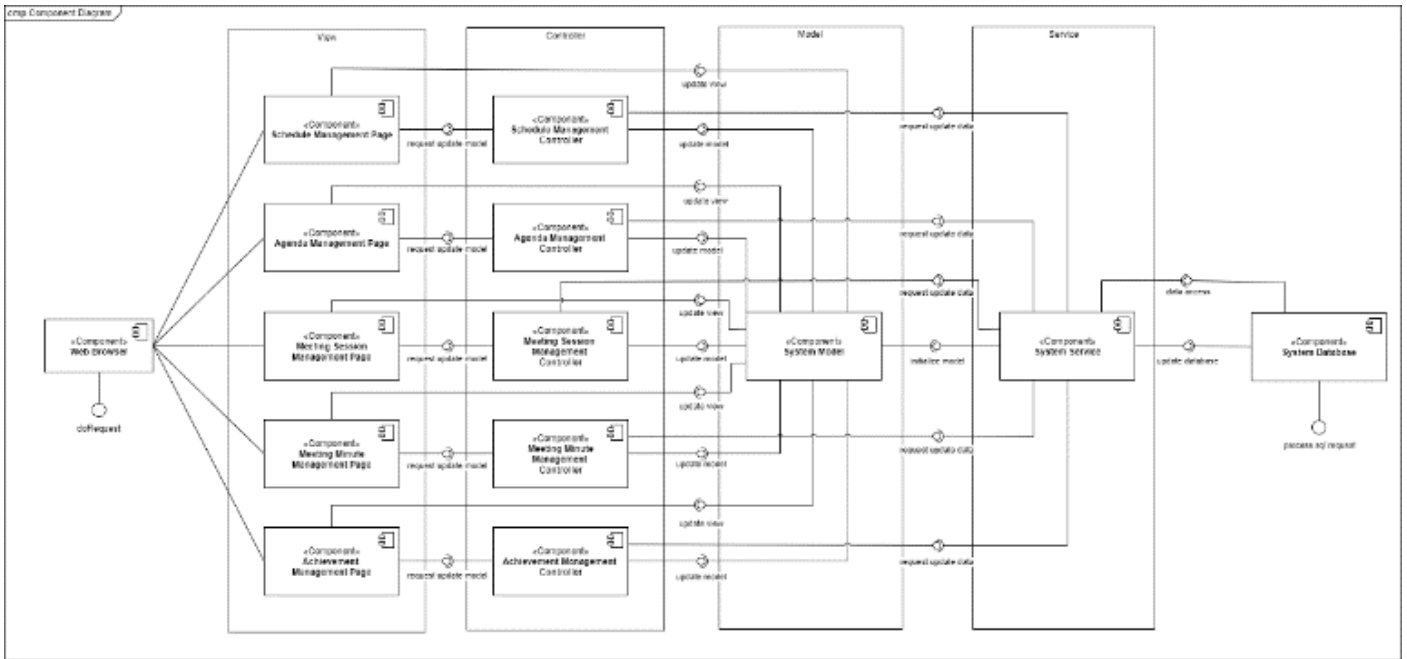 cmp Component Diagram
View
Controller
Model
Service
update view
«Component»
Schedule Management Page
request update model
«Component»
Schedule Management
Controller
update model
request update data
update view
«Component»
Agenda Management Page
request update model
«Component»
Agenda Management
Controller
update model
request update data
request update data
data access
«Component»
Web Browser
doRequest
update view
«Component»
Meeting Session
Management Page
request update model
«Component»
Meeting Session
Management
Controller
update model
«Component»
System Model
initialize model
«Component»
System Service
update database
«Component»
System Database
process sql request
update view
«Component»
Meeting Minute
Management Page
request update model
«Component»
Meeting Minute
Management
Controller
update model
request update data
update view
«Component»
Achievement
Management Page
request update model
«Component»
Achievement Management
Controller
update model
request update data